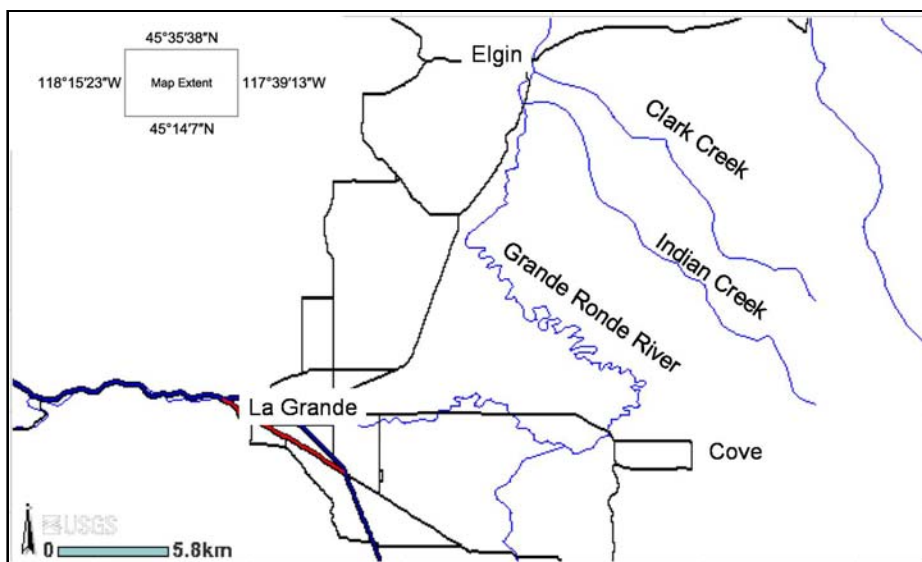 45°35'38"N
118°15'23"W
Map Extent
117°39'13"W
45°14'7"N
Elgin
Clark Creek
Indian Creek
Grande Ronde River
La Grande
Cove
USGS
0
5.8km